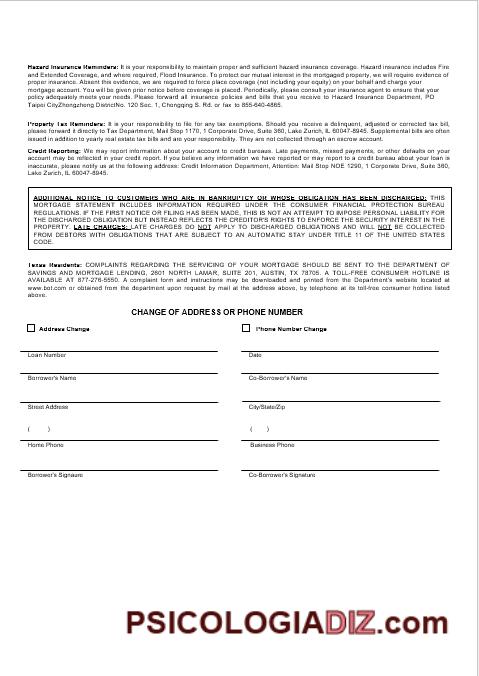 Hazard Insurance Reminders: It is your responsibility to maintain proper and sufficient hazard insurance coverage. Hazard insurance includes Fire
and Extended Coverage, and where required, Flood Insurance. To protect our mutual interest in the mortgaged property, we will require evidence of
proper insurance. Absent this evidence, we are required to force place coverage (not including your equity) on your behalf and charge your
mortgage account. You will be given prior notice before coverage is placed. Periodically, please consult your insurance agent to ensure that your
policy adequately meets your needs. Please forward all insurance policies and bills that you receive to Hazard Insurance Department, PO
Taipei CityZhongzheng DistrictNo. 120 Sec. 1, Chongqing S. Rd. or fax to 855-640-4865.
Property Tax Reminders: It is your responsibility to file for any tax exemptions. Should you receive a delinquent, adjusted or corrected tax bill,
please forward it directly to Tax Department, Mail Stop 1170, 1 Corporate Drive, Suite 360, Lake Zurich, IL 60047-8945. Supplemental bills are often
issued in addition to yearly real estate tax bills and are your responsibility. They are not collected through an escrow account.
Credit Reporting: We may report information about your account to credit bureaus. Late payments, missed payments, or other defaults on your
account may be reflected in your credit report. If you believe any information we have reported or may report to a credit bureau about your loan is
inaccurate, please notify us at the following address: Credit Information Department, Attention: Mail Stop NOE 1290, 1 Corporate Drive, Suite 360,
Lake Zurich, IL 60047-8945.
ADDITIONAL NOTICE TO CUSTOMERS WHO ARE IN BANKRUPTCY OR WHOSE OBLIGATION HAS BEEN DISCHARGED: THIS
MORTGAGE STATEMENT INCLUDES INFORMATION REQUIRED UNDER THE CONSUMER FINANCIAL PROTECTION BUREAU
REGULATIONS. IF THE FIRST NOTICE OR FILING HAS BEEN MADE, THIS IS NOT AN ATTEMPT TO IMPOSE PERSONAL LIABILITY FOR
THE DISCHARGED OBLIGATION BUT INSTEAD REFLECTS THE CREDITOR'S RIGHTS TO ENFORCE THE SECURITY INTEREST IN THE
PROPERTY. LATE CHARGES: LATE CHARGES DO NOT APPLY TO DISCHARGED OBLIGATIONS AND WILL NOT BE COLLECTED
FROM DEBTORS WITH OBLIGATIONS THAT ARE SUBJECT TO AN AUTOMATIC STAY UNDER TITLE 11 OF THE UNITED STATES
CODE.
Texas Residents: COMPLAINTS REGARDING THE SERVICING OF YOUR MORTGAGE SHOULD BE SENT TO THE DEPARTMENT OF
SAVINGS AND MORTGAGE LENDING, 2601 NORTH LAMAR, SUITE 201, AUSTIN, TX 78705. A TOLL-FREE CONSUMER HOTLINE IS
AVAILABLE AT 877-276-5550. A complaint form and instructions may be downloaded and printed from the Department's website located at
www.bot.com or obtained from the department upon request by mail at the address above, by telephone at its toll-free consumer hotline listed
above.
CHANGE OF ADDRESS OR PHONE NUMBER
Address Change Phone Number Change
Loan Number Date
Borrower's Name Co-Borrower's Name
Street Address City/State/Zip
( ) ( )
Home Phone Business Phone
Borrower's Signaure Co-Borrower's Signature
PSICOLOGIADIZ.com